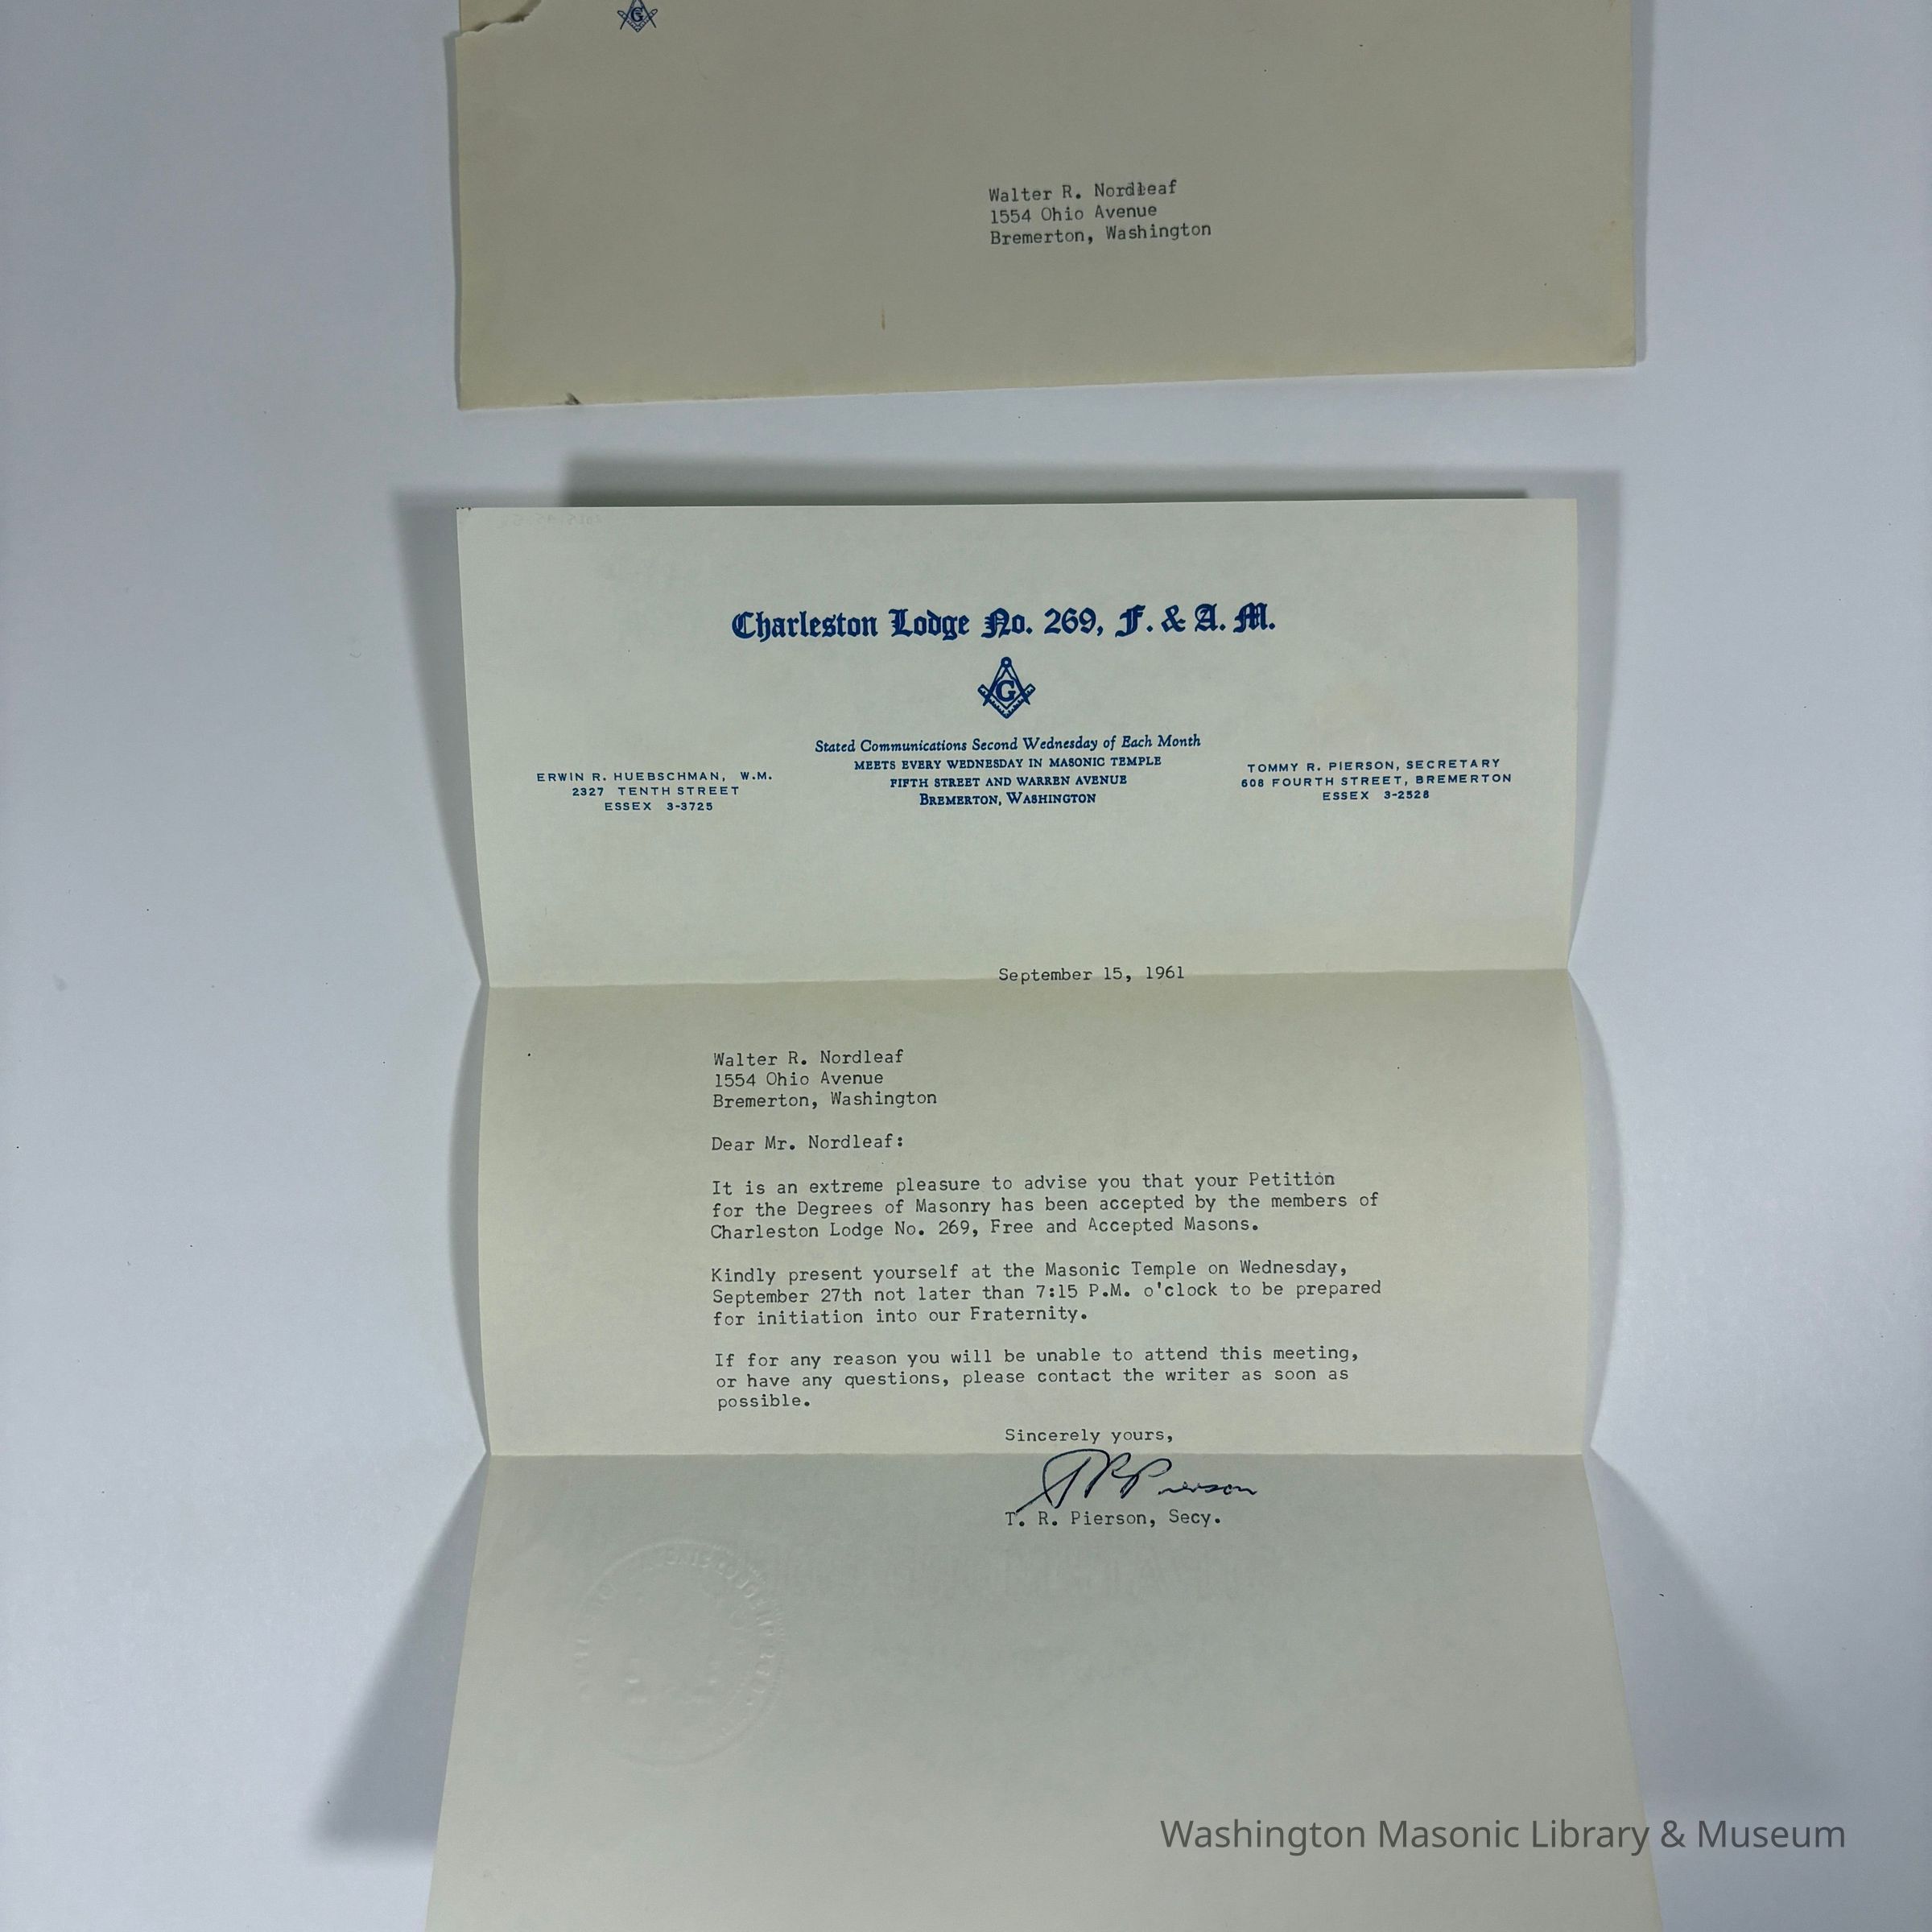 G
Walter R. Nordleaf
1554 Ohio Avenue
Bremerton, Washington
Charleston Lodge No. 269, F. & A. M.
G
Stated Communications Second Wednesday of Each Month
MEETS EVERY WEDNESDAY IN MASONIC TEMPLE
FIFTH STREET AND WARREN AVENUE
BREMERTON, WASHINGTON
ERWIN R. HUEBSCHMAN, W.M.
2327 TENTH STREET
ESSEX 3-3725
TOMMY R. PIERSON, SECRETARY
608 FOURTH STREET, BREMERTON
ESSEX 3-2528
September 15, 1961
Walter R. Nordleaf
1554 Ohio Avenue
Bremerton, Washington
Dear Mr. Nordleaf:
It is an extreme pleasure to advise you that your Petition
for the Degrees of Masonry has been accepted by the members of
Charleston Lodge No. 269, Free and Accepted Masons.
Kindly present yourself at the Masonic Temple on Wednesday,
September 27th not later than 7:15 P.M. o'clock to be prepared
for initiation into our Fraternity.
If for any reason you will be unable to attend this meeting,
or have any questions, please contact the writer as soon as
possible.
Sincerely yours,
TR Pierson
T. R. Pierson, Secy.
Washington Masonic Library & Museum